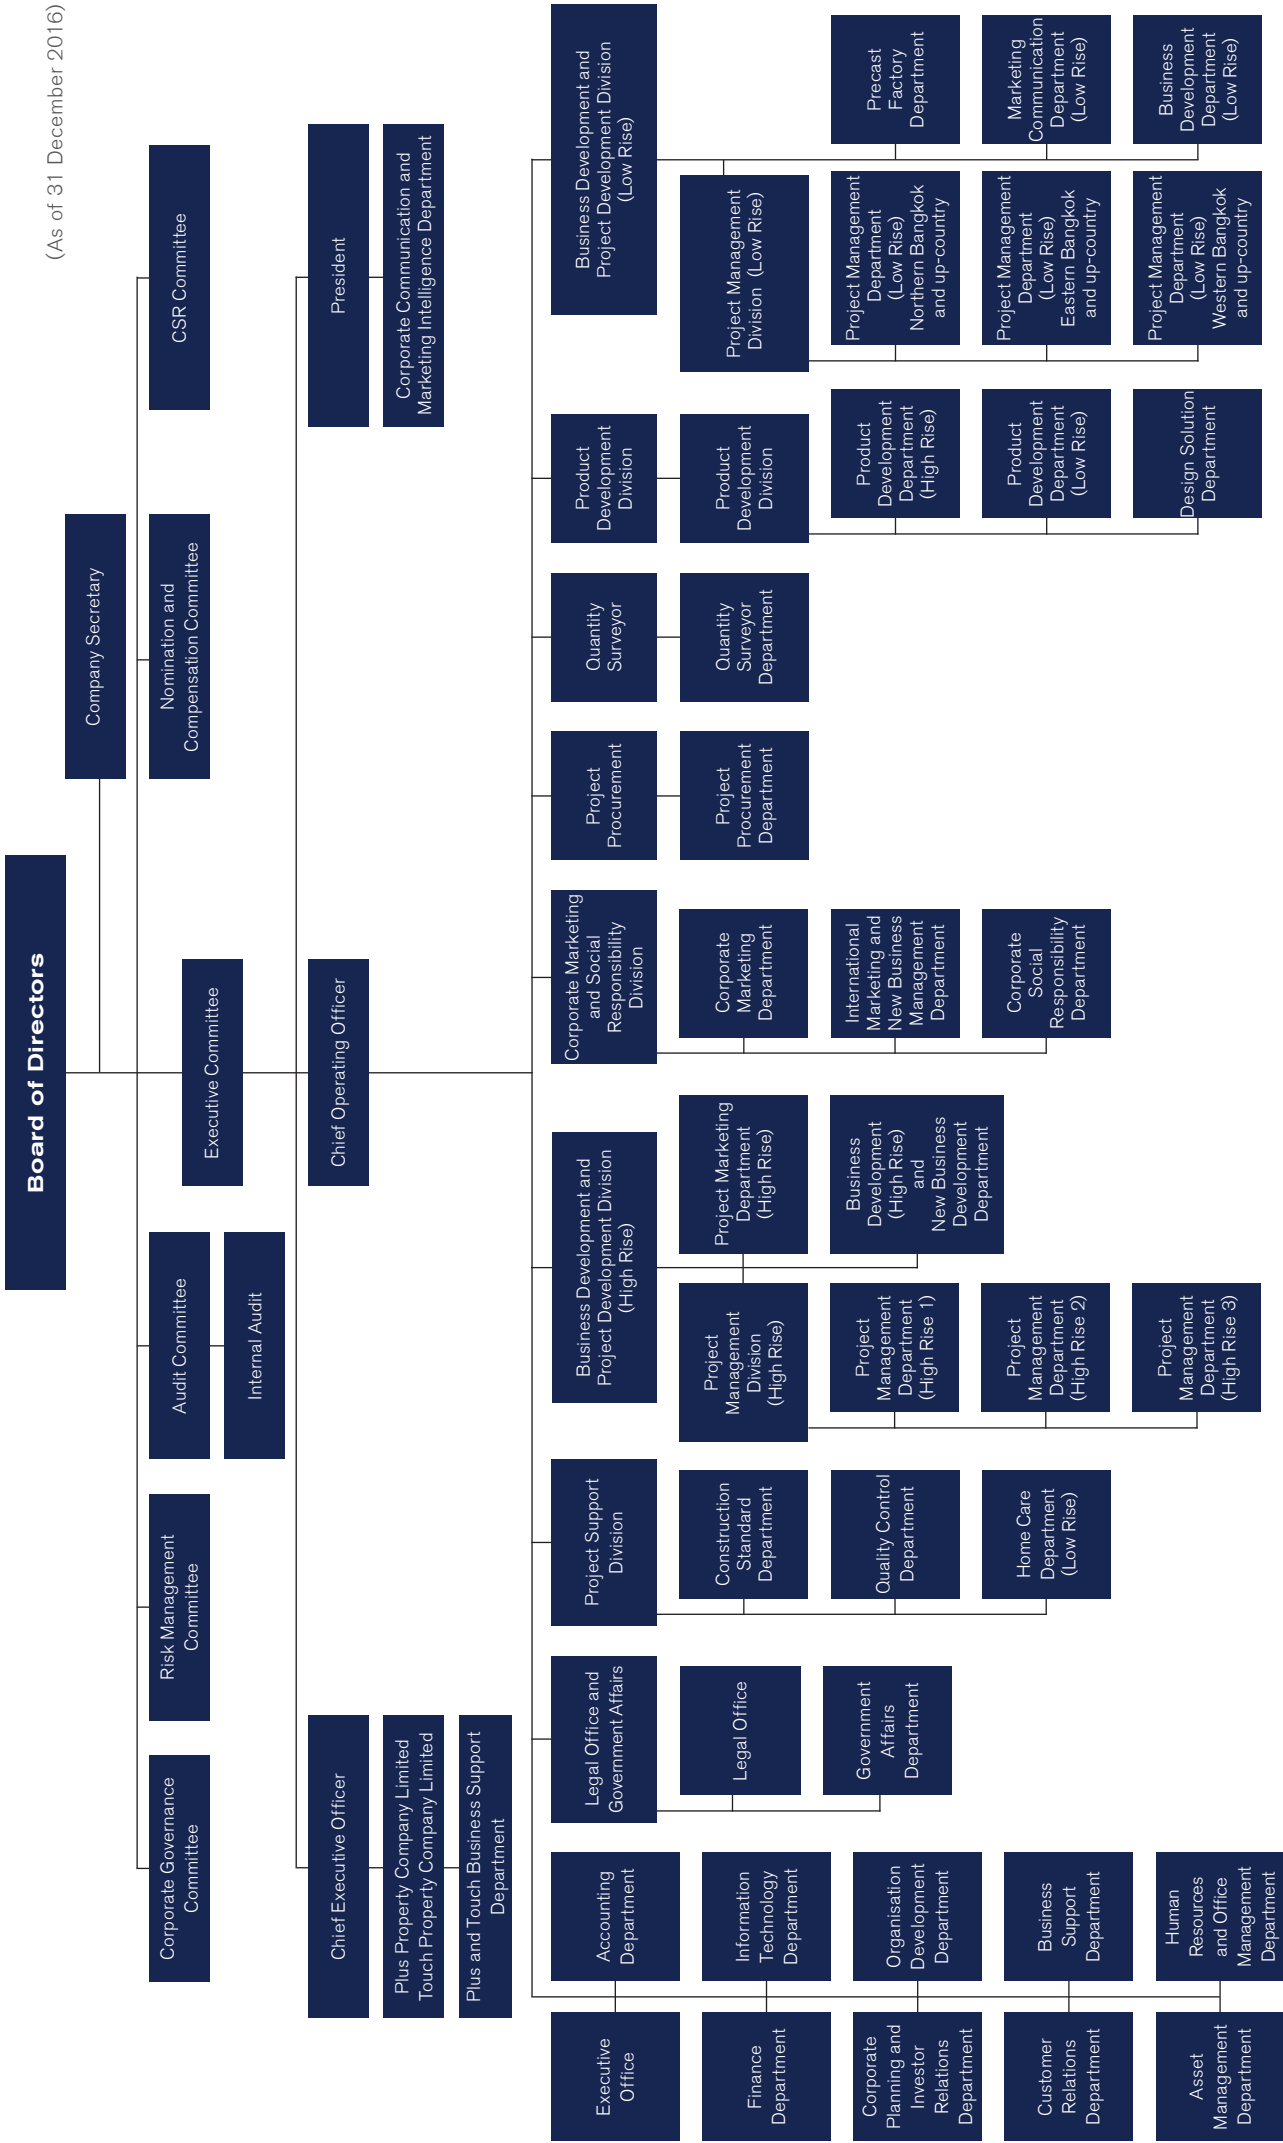 (As of 31 December 2016)
Board of Directors
Company Secretary
Corporate Governance
Committee
Risk Management
Committee
Audit Committee
Internal Audit
Executive Committee
Nomination and
Compensation Committee
CSR Committee
Chief Executive Officer
Plus Property Company Limited
Touch Property Company Limited
Plus and Touch Business Support
Department
Chief Operating Officer
President
Corporate Communication and
Marketing Intelligence Department
Executive
Office
Accounting
Department
Finance
Department
Information
Technology
Department
Corporate
Planning and
Investor
Relations
Department
Organisation
Development
Department
Customer
Relations
Department
Business
Support
Department
Asset
Management
Department
Human
Resources
and Office
Management
Department
Legal Office and
Government Affairs
Legal Office
Government
Affairs
Department
Project Support
Division
Construction
Standard
Department
Quality Control
Department
Home Care
Department
(Low Rise)
Business Development and
Project Development Division
(High Rise)
Project
Management
Division
(High Rise)
Project Marketing
Department
(High Rise)
Project
Management
Department
(High Rise 1)
Business
Development
(High Rise)
and
New Business
Development
Department
Project
Management
Department
(High Rise 2)
Project
Management
Department
(High Rise 3)
Corporate Marketing
and Social
Responsibility
Division
Corporate
Marketing
Department
International
Marketing and
New Business
Management
Department
Corporate
Social
Responsibility
Department
Project
Procurement
Project
Procurement
Department
Quantity
Surveyor
Quantity
Surveyor
Department
Product
Development
Division
Product
Development
Division
Product
Development
Department
(High Rise)
Product
Development
Department
(Low Rise)
Design Solution
Department
Business Development and
Project Development Division
(Low Rise)
Project Management
Division (Low Rise)
Project Management
Department
(Low Rise)
Northern Bangkok
and up-country
Precast
Factory
Department
Project Management
Department
(Low Rise)
Eastern Bangkok
and up-country
Marketing
Communication
Department
(Low Rise)
Project Management
Department
(Low Rise)
Western Bangkok
and up-country
Business
Development
Department
(Low Rise)